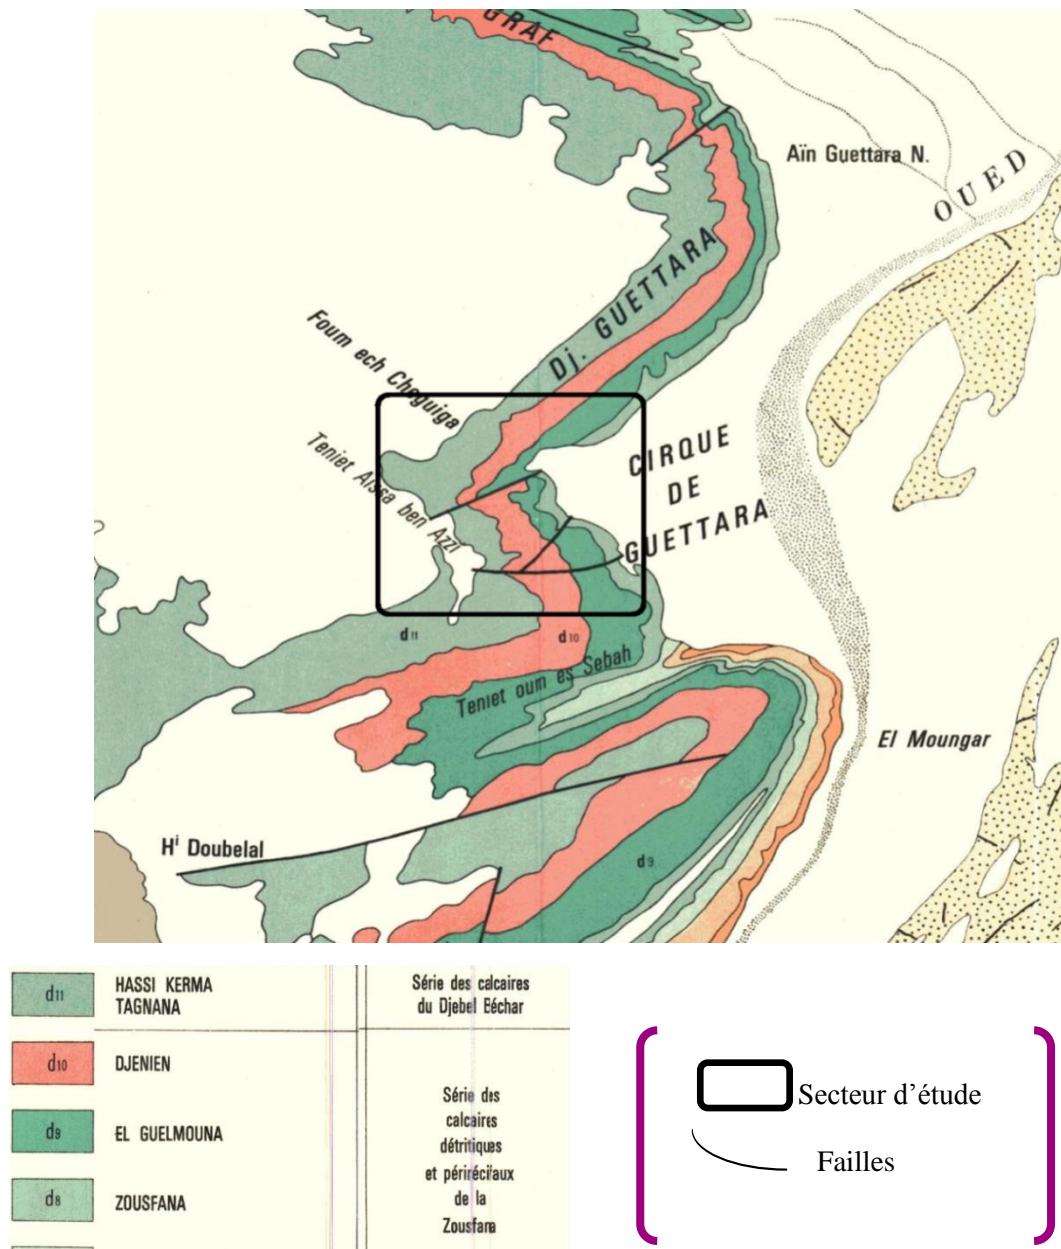 GRAF
Aïn Guettara N.
OUED
Dj. GUETTARA
Foum ech Cheguiga
Teniet Aïssa ben Azzi
CIRQUE
DE
GUETTARA
d11
d10
Teniet oum es Sebah
El Moungar
Hⁱ Doubelal
d9
d11 HASSI KERMA
TAGNANA
Série des calcaires
du Djebel Béchar
d10 DJENIEN
d9 EL GUELMOUNA
d8 ZOUSFANA
Série des
calcaires
détritiques
et périrécifaux
de la
Zousfana
Secteur d'étude
Failles